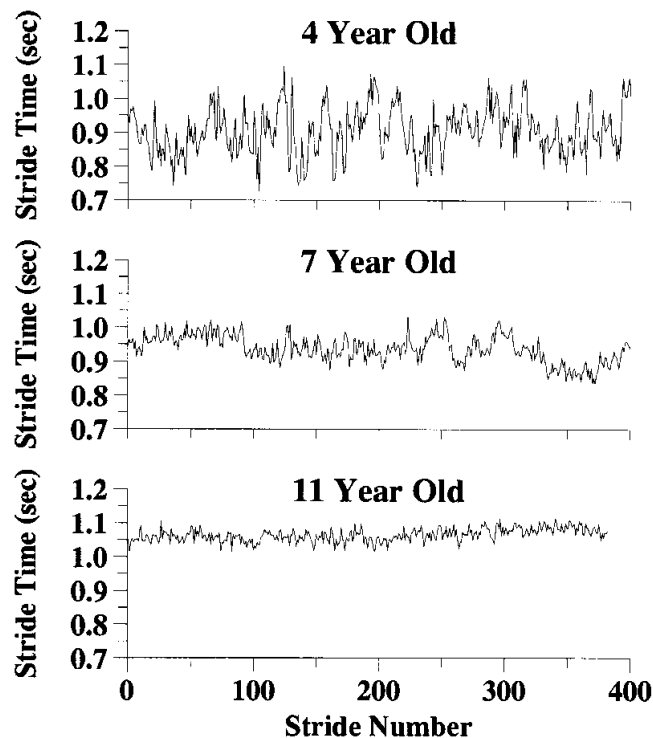 4 Year Old
Stride Time (sec)
1.2
1.1
1.0
0.9
0.8
0.7
7 Year Old
Stride Time (sec)
1.2
1.1
1.0
0.9
0.8
0.7
11 Year Old
Stride Time (sec)
1.2
1.1
1.0
0.9
0.8
0.7
0 100 200 300 400
Stride Number